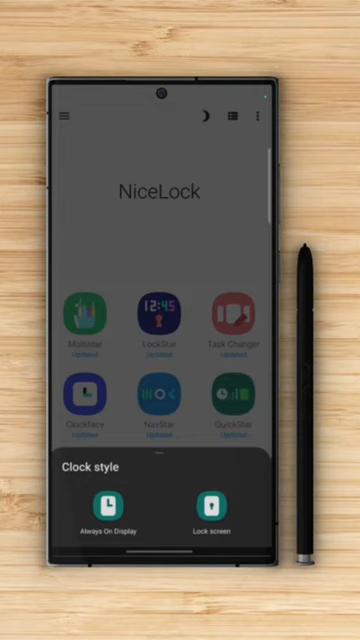 NiceLock
MultiStar
LockStar
Task Changer
Updated
Updated
Updated
ClockFace
NavStar
QuickStar
Updated
Updated
Updated
12:45
Clock style
Always On Display
Lock screen